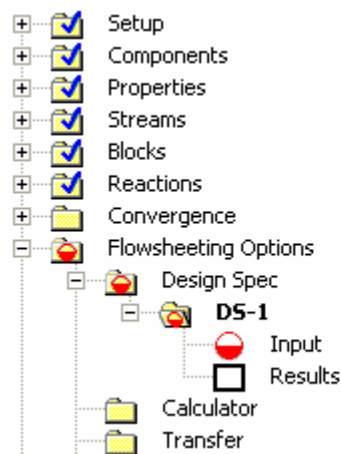 Setup
Components
Properties
Streams
Blocks
Reactions
Convergence
Flowsheeting Options
Design Spec
DS-1
Input
Results
Calculator
Transfer